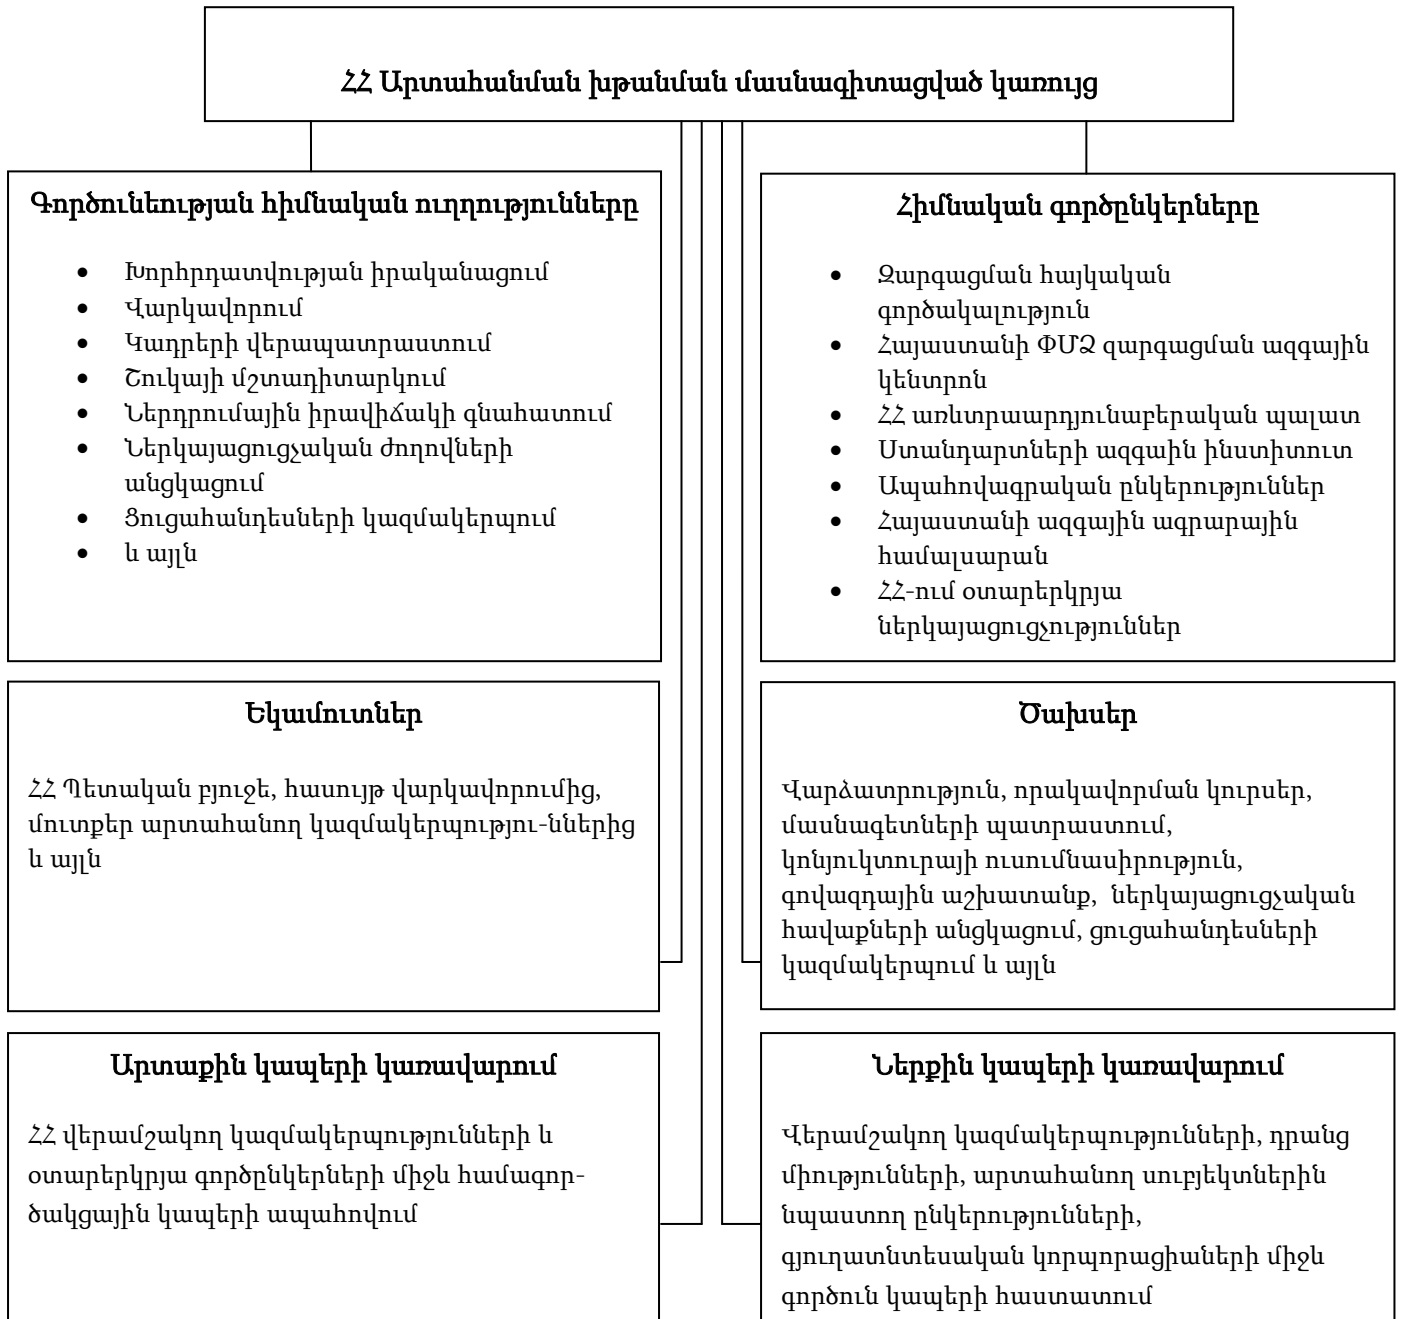 ՀՀ Արտահանման խթանման մասնագիտացված կառույց
Գործունեության հիմնական ուղղությունները
• Խորհրդատվության իրականացում
• Վարկավորում
• Կադրերի վերապատրաստում
• Շուկայի մշտադիտարկում
• Ներդրումային իրավիճակի գնահատում
• Ներկայացուցչական ժողովների
անցկացում
• Ցուցահանդեսների կազմակերպում
• և այլն
Հիմնական գործընկերները
• Զարգացման հայկական
գործակալություն
• Հայաստանի ՓՄՁ զարգացման ազգային
կենտրոն
• ՀՀ առևտրաարդյունաբերական պալատ
• Ստանդարտների ազգաին ինստիտուտ
• Ապահովագրական ընկերություններ
• Հայաստանի ազգային ագրարային
համալսարան
• ՀՀ-ում օտարերկրյա
ներկայացուցչություններ
Եկամուտներ
ՀՀ Պետական բյուջե, հասույթ վարկավորումից,
մուտքեր արտահանող կազմակերպությու-ններից
և այլն
Ծախսեր
Վարձատրություն, որակավորման կուրսեր,
մասնագետների պատրաստում,
կոնյուկտուրայի ուսումնասիրություն,
գովազդային աշխատանք, ներկայացուցչական
հավաքների անցկացում, ցուցահանդեսների
կազմակերպում և այլն
Արտաքին կապերի կառավարում
ՀՀ վերամշակող կազմակերպությունների և
օտարերկրյա գործընկերների միջև համագոր-
ծակցային կապերի ապահովում
Ներքին կապերի կառավարում
Վերամշակող կազմակերպությունների, դրանց
միությունների, արտահանող սուբյեկտներին
նպաստող ընկերությունների,
գյուղատնտեսական կորպորացիաների միջև
գործուն կապերի հաստատում